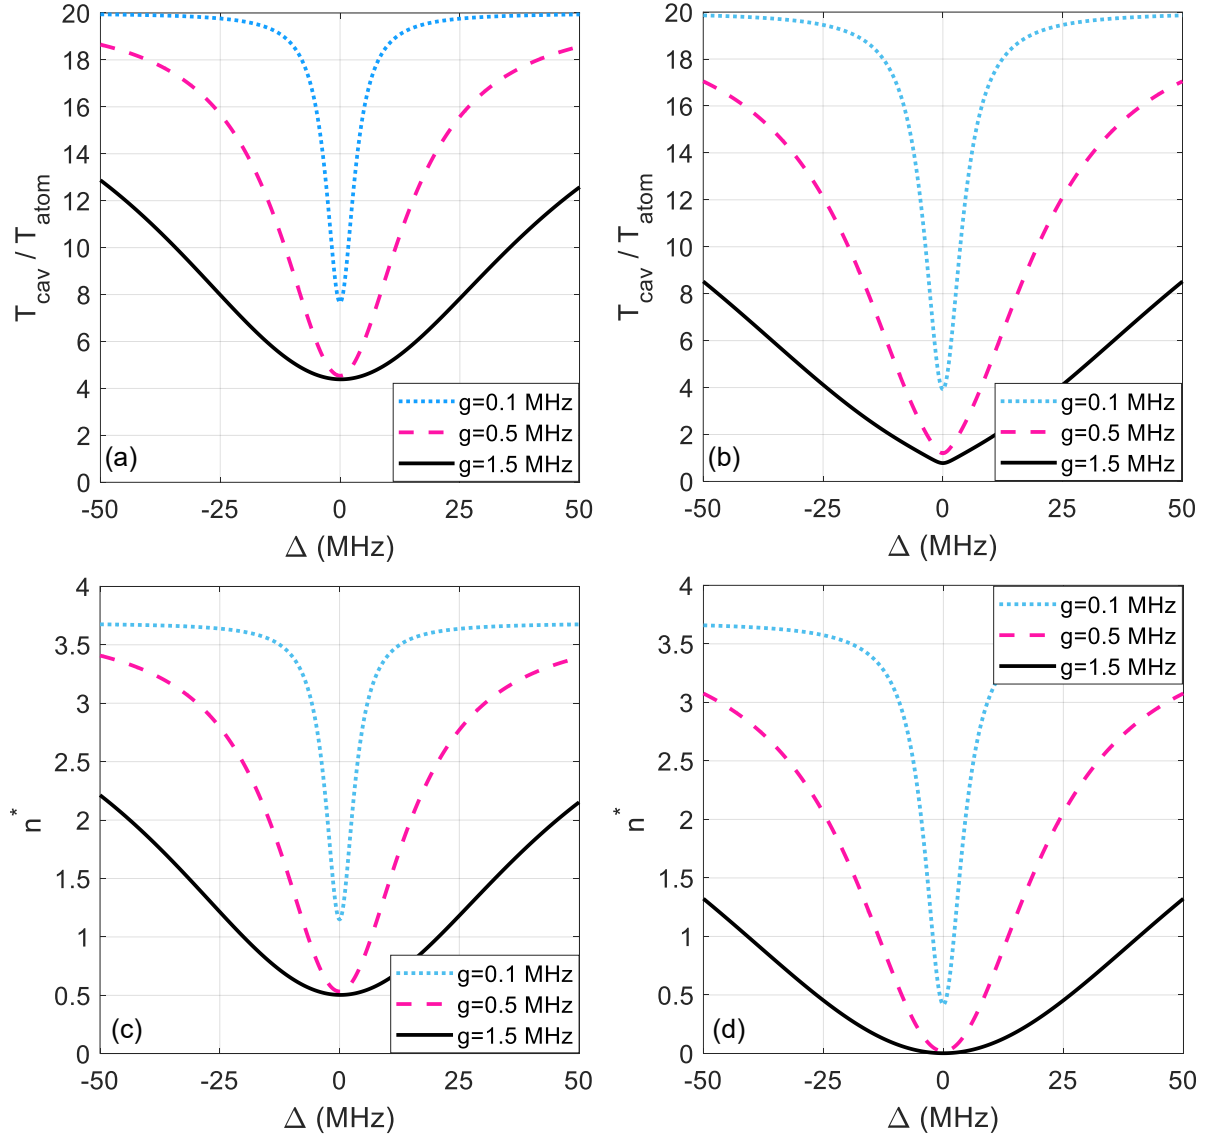 20
18
16
14
12
10
8
6
4
2
0
T_cav / T_atom
(a)
g=0.1 MHz
g=0.5 MHz
g=1.5 MHz
-50 -25 0 25 50
Δ (MHz)
20
18
16
14
12
10
8
6
4
2
0
T_cav / T_atom
(b)
g=0.1 MHz
g=0.5 MHz
g=1.5 MHz
-50 -25 0 25 50
Δ (MHz)
4
3.5
3
2.5
2
1.5
1
0.5
0
n*
(c)
g=0.1 MHz
g=0.5 MHz
g=1.5 MHz
-50 -25 0 25 50
Δ (MHz)
4
3.5
3
2.5
2
1.5
1
0.5
0
n*
g=0.1 MHz
g=0.5 MHz
g=1.5 MHz
(d)
-50 -25 0 25 50
Δ (MHz)